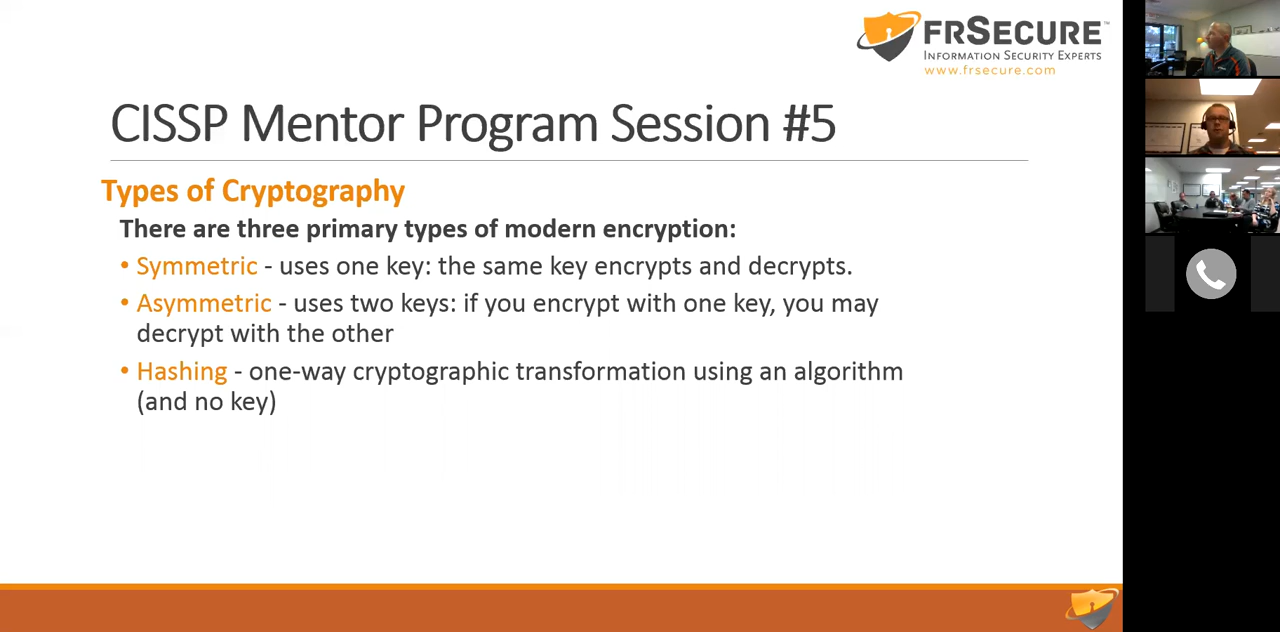 FRSECURE™
INFORMATION SECURITY EXPERTS
www.frsecure.com
CISSP Mentor Program Session #5
Types of Cryptography
There are three primary types of modern encryption:
• Symmetric - uses one key: the same key encrypts and decrypts.
• Asymmetric - uses two keys: if you encrypt with one key, you may
decrypt with the other
• Hashing - one-way cryptographic transformation using an algorithm
(and no key)